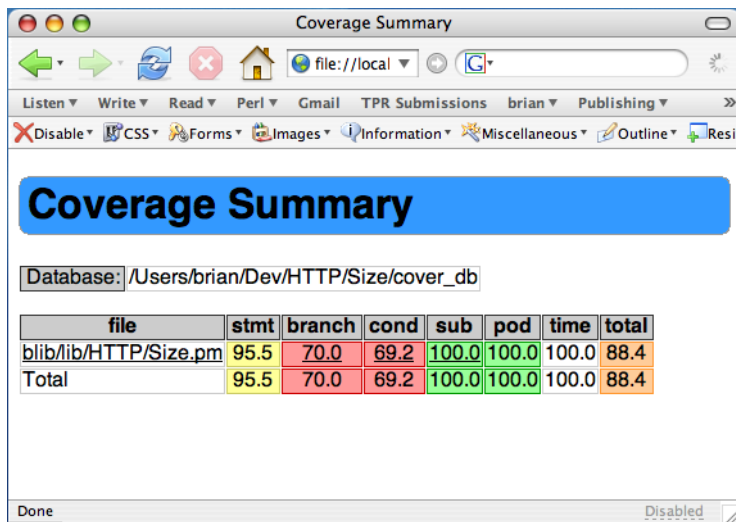 Coverage Summary
file://local
G
Listen Write Read Perl Gmail TPR Submissions brian Publishing »
Disable CSS Forms Images Information Miscellaneous Outline Resi
Coverage Summary
Database: /Users/brian/Dev/HTTP/Size/cover_db
file stmt branch cond sub pod time total
blib/lib/HTTP/Size.pm 95.5 70.0 69.2 100.0 100.0 100.0 88.4
Total 95.5 70.0 69.2 100.0 100.0 100.0 88.4
Done Disabled